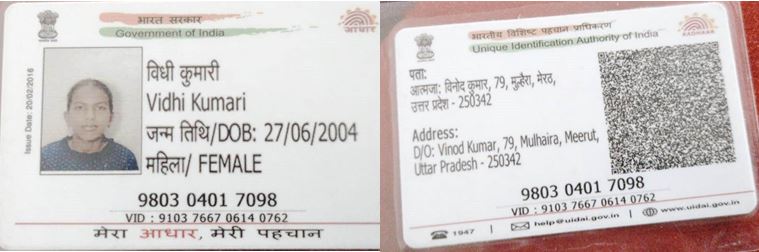 भारत सरकार
Government of India
आधार
Issue Date: 20/02/2016
विधी कुमारी
Vidhi Kumari
जन्म तिथि/DOB: 27/06/2004
महिला/ FEMALE
9803 0401 7098
VID : 9103 7667 0614 0762
मेरा आधार, मेरी पहचान
भारतीय विशिष्ट पहचान प्राधिकरण
Unique Identification Authority of India
AADHAAR
पता:
आत्मजा: विनोद कुमार, 79, मुल्हैरा, मेरठ,
उत्तर प्रदेश - 250342
Address:
D/O: Vinod Kumar, 79, Mulhaira, Meerut,
Uttar Pradesh - 250342
9803 0401 7098
VID : 9103 7667 0614 0762
1947 | help@uidai.gov.in | www.uidai.gov.in